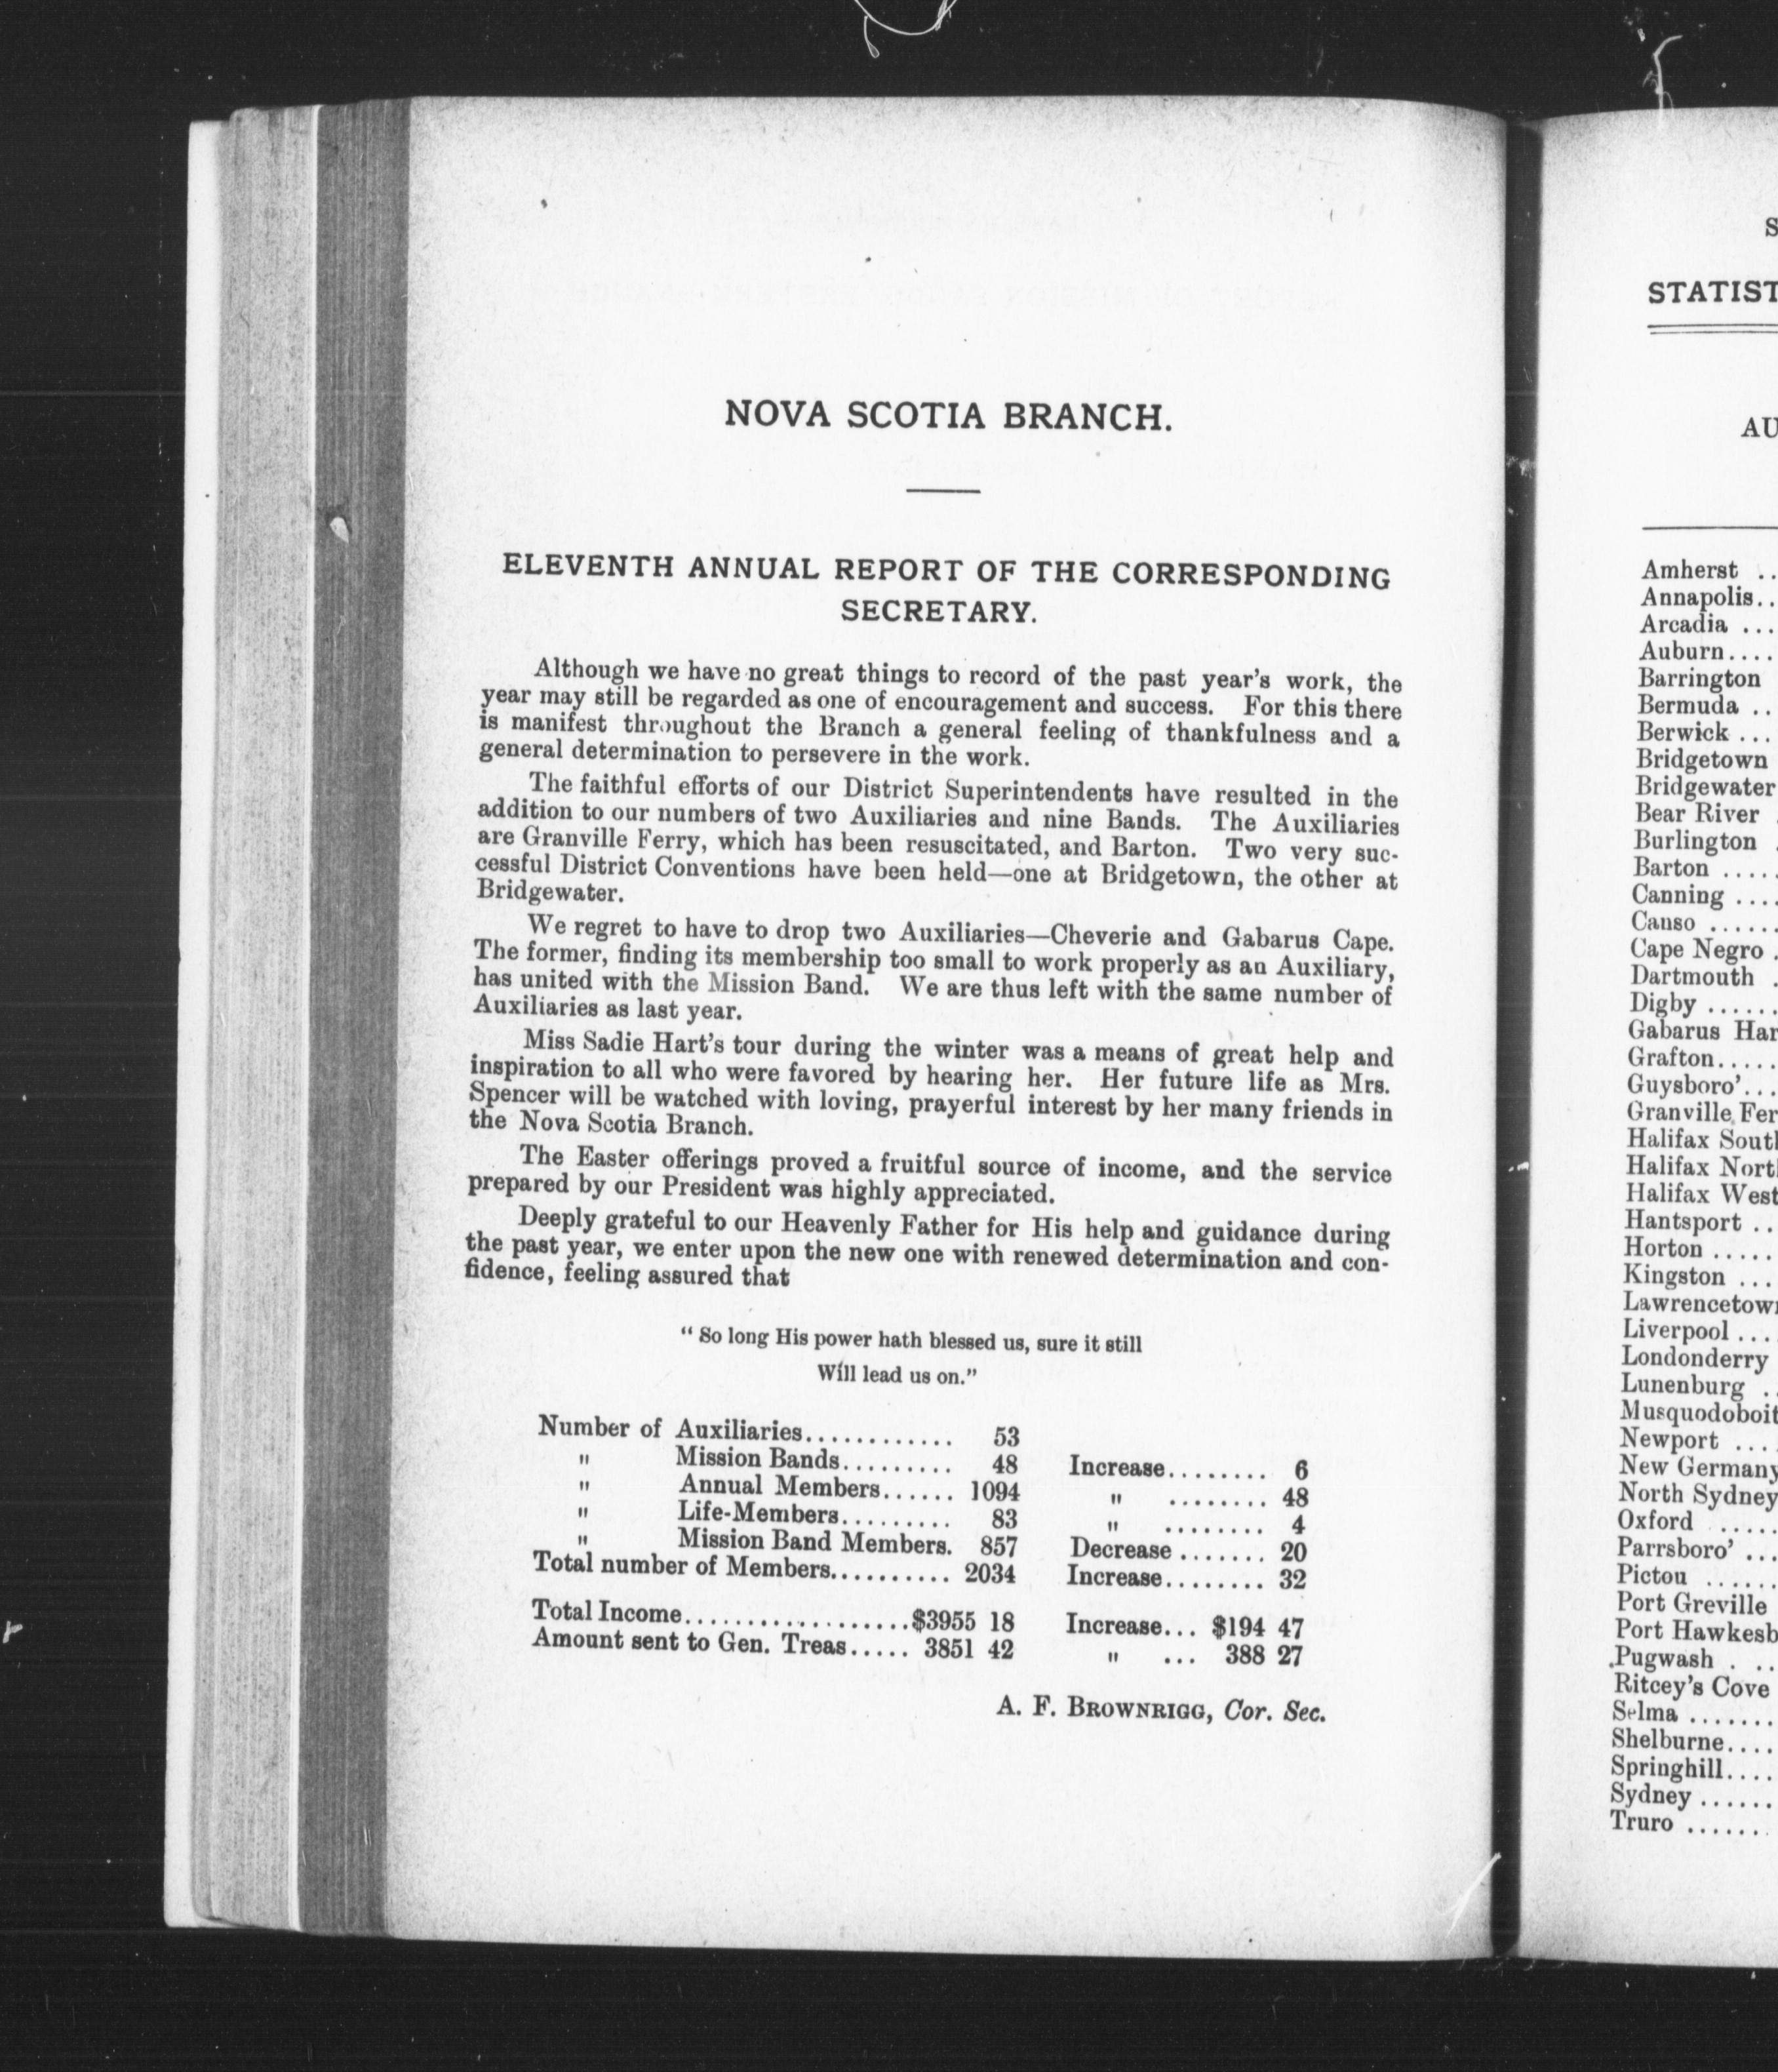 NOVA SCOTIA BRANCH.
ELEVENTH ANNUAL REPORT OF THE CORRESPONDING
SECRETARY.
Although we have no great things to record of the past year's work, the
year may still be regarded as one of encouragement and success. For this there
is manifest throughout the Branch a general feeling of thankfulness and a
general determination to persevere in the work.
The faithful efforts of our District Superintendents have resulted in the
addition to our numbers of two Auxiliaries and nine Bands. The Auxiliaries
are Granville Ferry, which has been resuscitated, and Barton. Two very suc-
cessful District Conventions have been held—one at Bridgetown, the other at
Bridgewater.
We regret to have to drop two Auxiliaries—Cheverie and Gabarus Cape.
The former, finding its membership too small to work properly as an Auxiliary,
has united with the Mission Band. We are thus left with the same number of
Auxiliaries as last year.
Miss Sadie Hart's tour during the winter was a means of great help and
inspiration to all who were favored by hearing her. Her future life as Mrs.
Spencer will be watched with loving, prayerful interest by her many friends in
the Nova Scotia Branch.
The Easter offerings proved a fruitful source of income, and the service
prepared by our President was highly appreciated.
Deeply grateful to our Heavenly Father for His help and guidance during
the past year, we enter upon the new one with renewed determination and con-
fidence, feeling assured that
" So long His power hath blessed us, sure it still
Will lead us on."
Number of Auxiliaries............ 53
" Mission Bands......... 48 Increase........ 6
" Annual Members...... 1094 " ........ 48
" Life-Members......... 83 " ........ 4
" Mission Band Members. 857 Decrease ....... 20
Total number of Members.......... 2034 Increase........ 32
Total Income..................$3955 18 Increase... $194 47
Amount sent to Gen. Treas..... 3851 42 " ... 388 27
A. F. BROWNRIGG, Cor. Sec.
S
STATIST
AU
Amherst ..
Annapolis..
Arcadia ...
Auburn....
Barrington
Bermuda ..
Berwick ...
Bridgetown
Bridgewater
Bear River .
Burlington .
Barton .....
Canning ....
Canso ......
Cape Negro .
Dartmouth .
Digby ......
Gabarus Har
Grafton.....
Guysboro'...
Granville Fer
Halifax Sout
Halifax Nort
Halifax West
Hantsport ..
Horton .....
Kingston ...
Lawrencetow
Liverpool ...
Londonderry
Lunenburg ..
Musquodoboit
Newport ....
New Germany
North Sydney
Oxford .....
Parrsboro' ...
Pictou ......
Port Greville
Port Hawkesb
Pugwash . ..
Ritcey's Cove
Selma .......
Shelburne....
Springhill....
Sydney ......
Truro ......